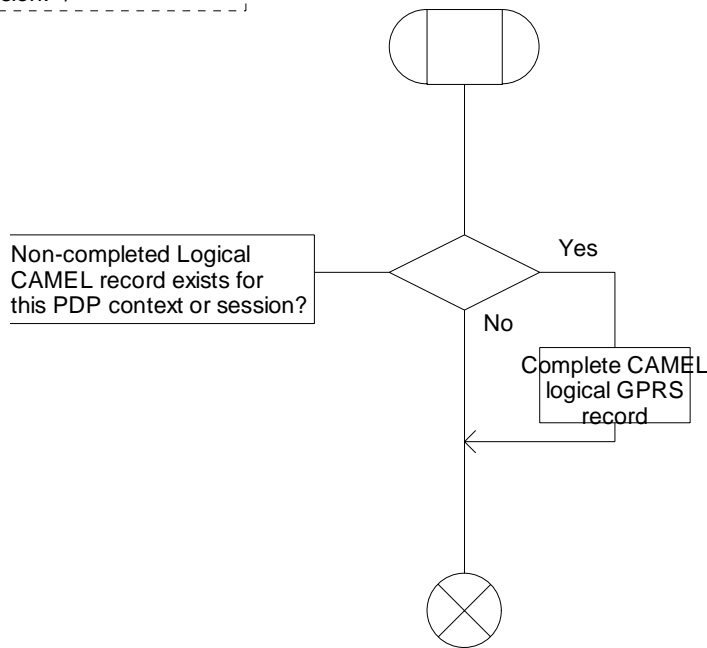 Non-completed Logical
CAMEL record exists for
this PDP context or session?
Yes
No
Complete CAMEL
logical GPRS
record